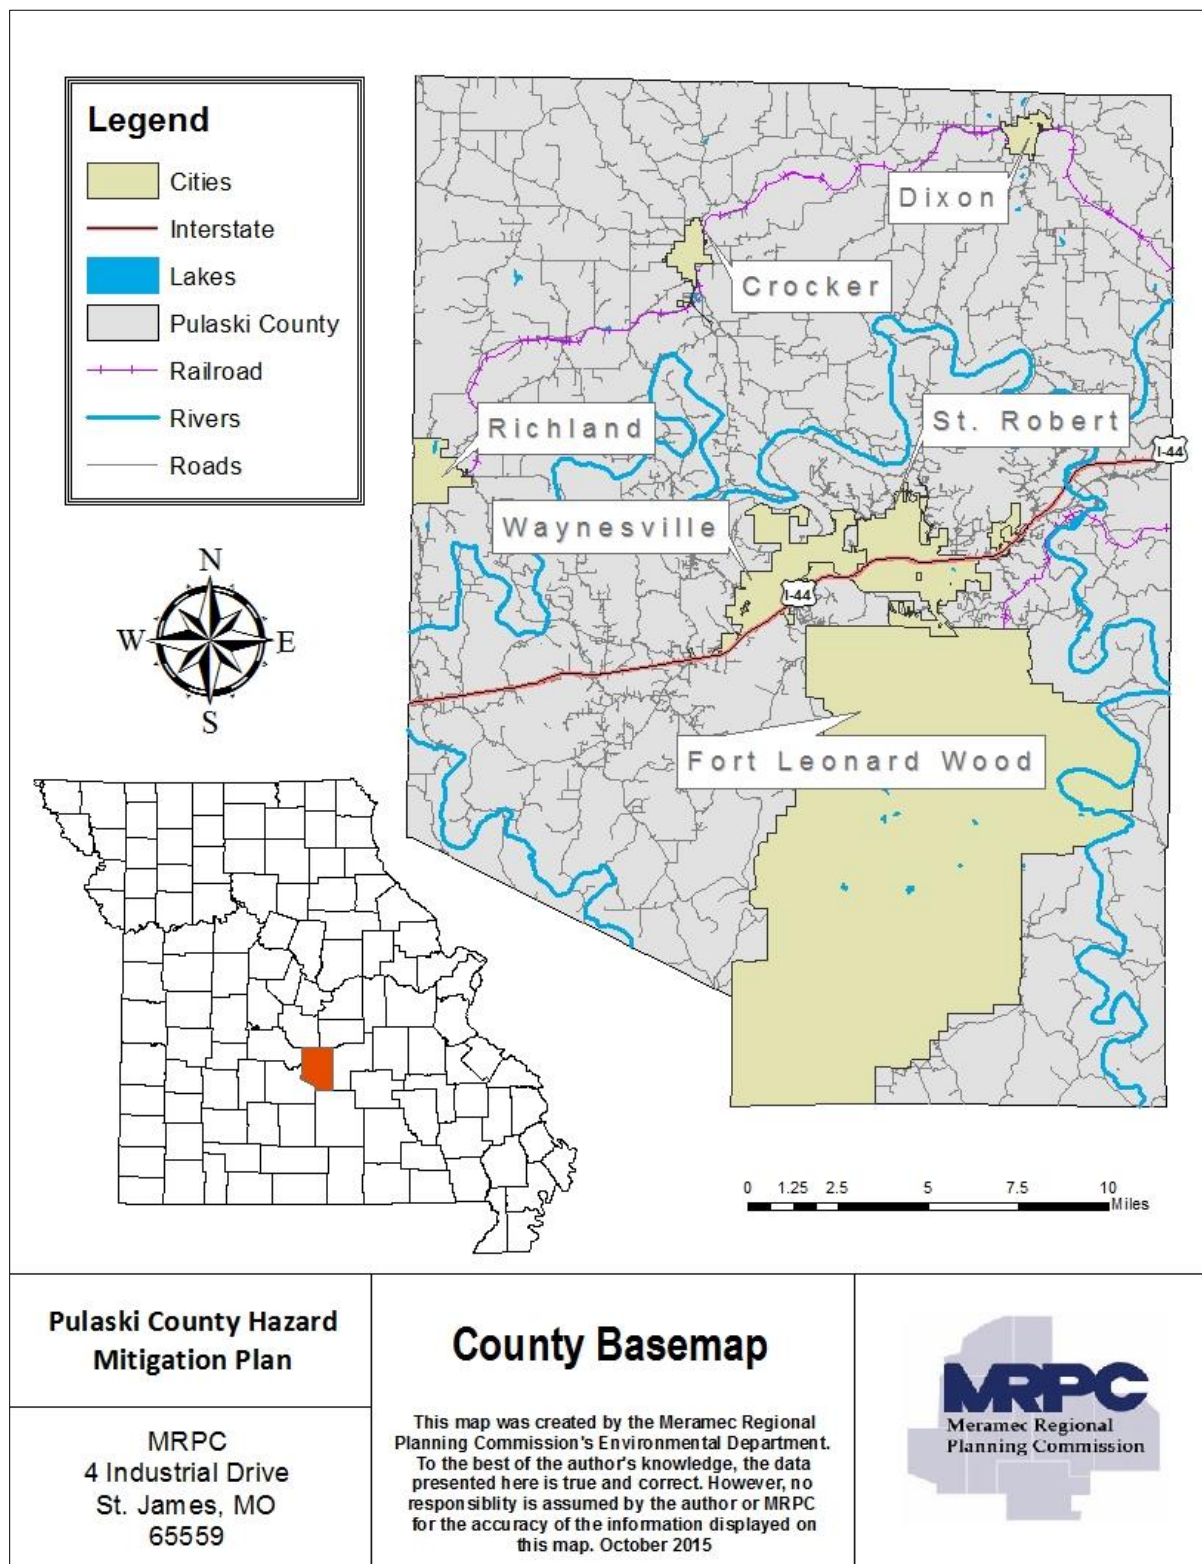 Legend
Cities
Interstate
Lakes
Pulaski County
Railroad
Rivers
Roads
Dixon
Crocker
Richland
St. Robert
I-44
Waynesville
I-44
Fort Leonard Wood
N
W
E
S
0 1.25 2.5 5 7.5 10
Miles
Pulaski County Hazard
Mitigation Plan
MRPC
4 Industrial Drive
St. James, MO
65559
County Basemap
This map was created by the Meramec Regional
Planning Commission's Environmental Department.
To the best of the author's knowledge, the data
presented here is true and correct. However, no
responsiblity is assumed by the author or MRPC
for the accuracy of the information displayed on
this map. October 2015
MRPC
Meramec Regional
Planning Commission